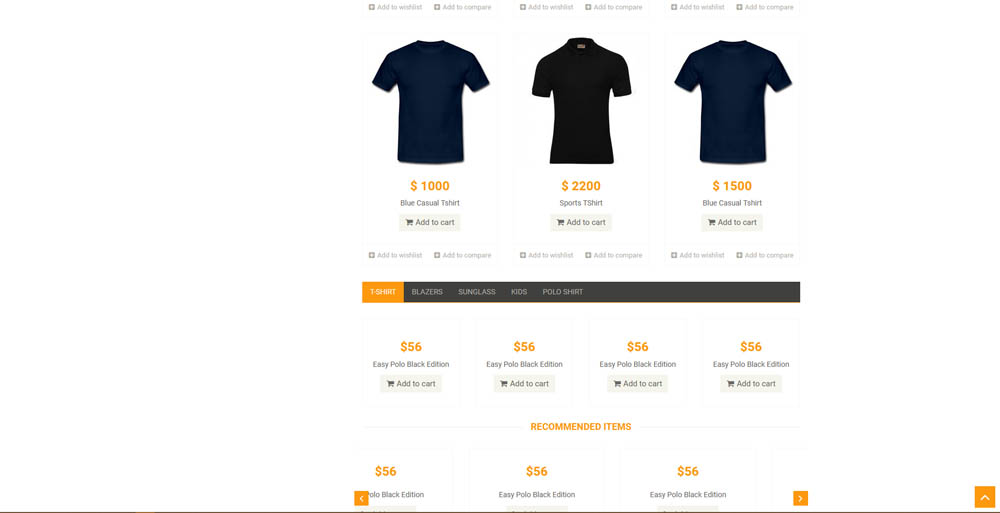 Add to wishlist Add to compare Add to wishlist Add to compare Add to wishlist Add to compare
$ 1000 $ 2200 $ 1500
Blue Casual Tshirt Sports TShirt Blue Casual Tshirt
Add to cart Add to cart Add to cart
Add to wishlist Add to compare Add to wishlist Add to compare Add to wishlist Add to compare
T-SHIRT BLAZERS SUNGLASS KIDS POLO SHIRT
$56 $56 $56 $56
Easy Polo Black Edition Easy Polo Black Edition Easy Polo Black Edition Easy Polo Black Edition
Add to cart Add to cart Add to cart Add to cart
RECOMMENDED ITEMS
$56 $56 $56
Polo Black Edition Easy Polo Black Edition Easy Polo Black Edition